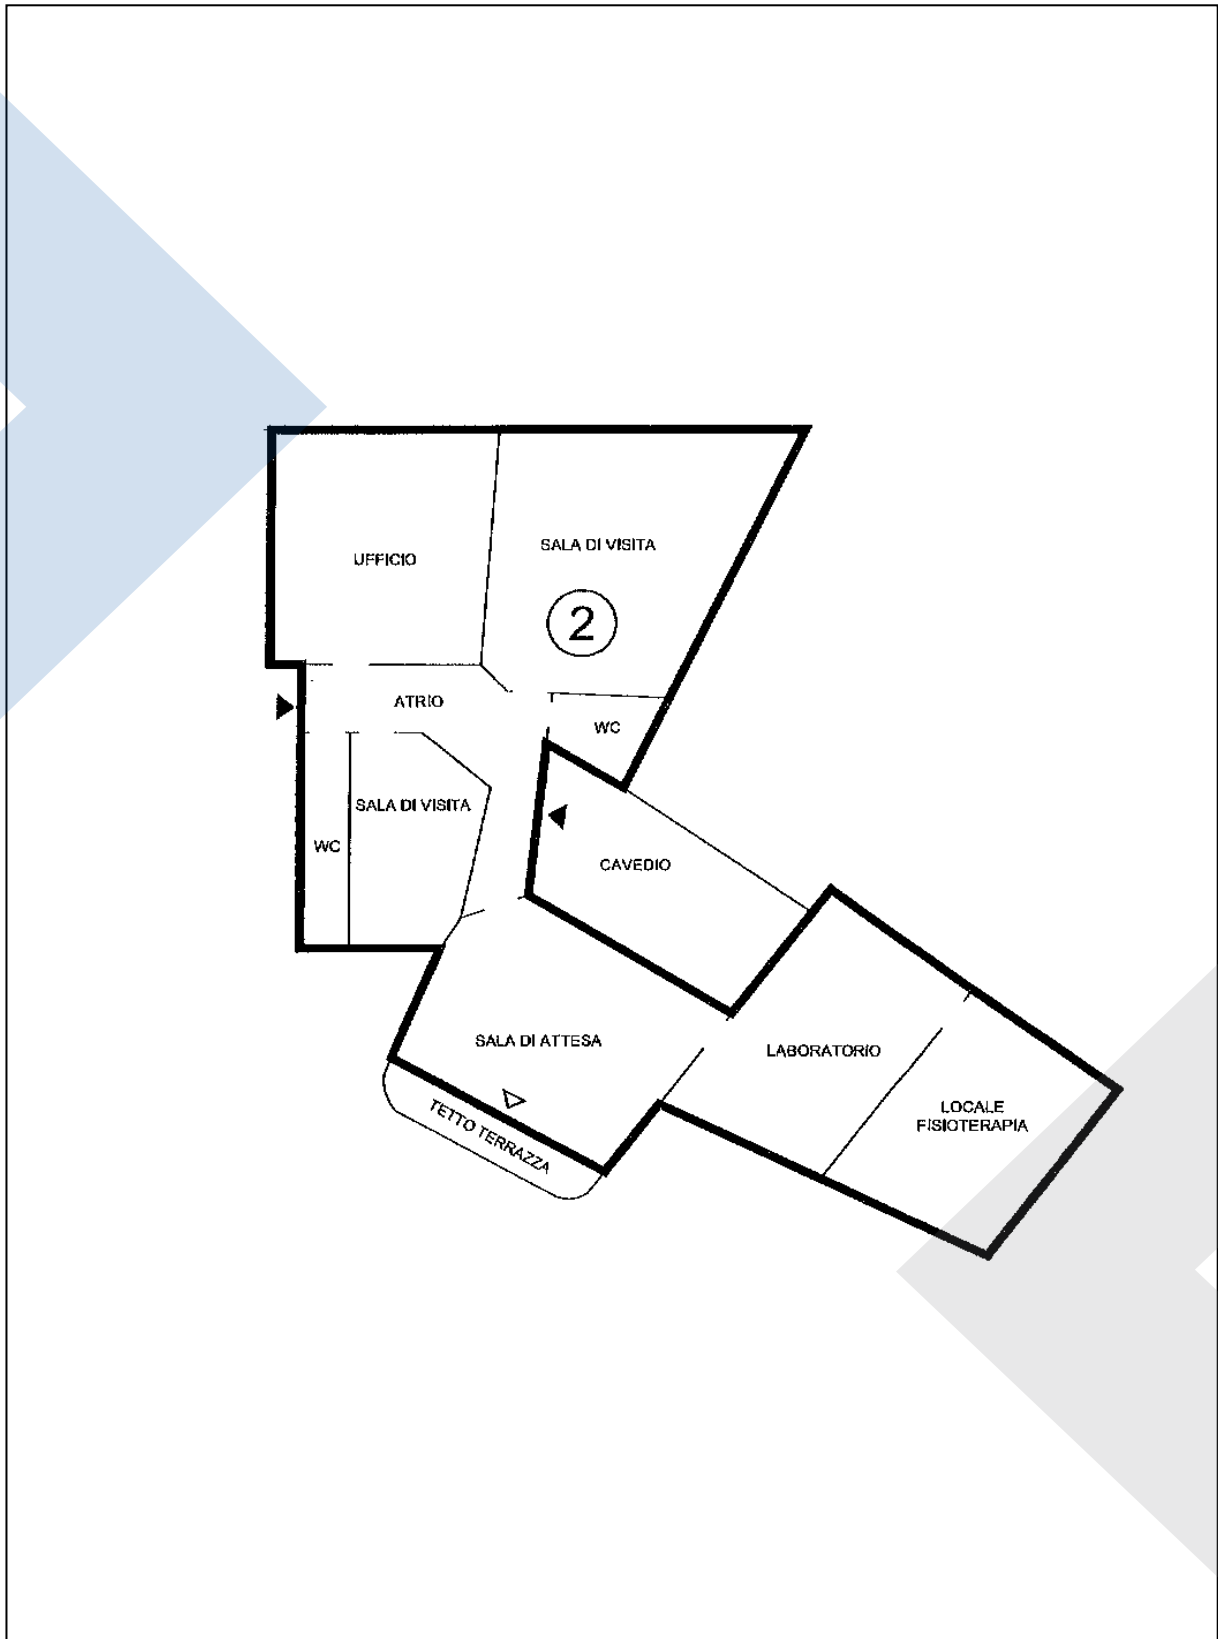 UFFICIO
SALA DI VISITA
2
ATRIO
WC
SALA DI VISITA
WC
CAVEDIO
SALA DI ATTESA
LABORATORIO
LOCALE
FISIOTERAPIA
TETTO TERRAZZA